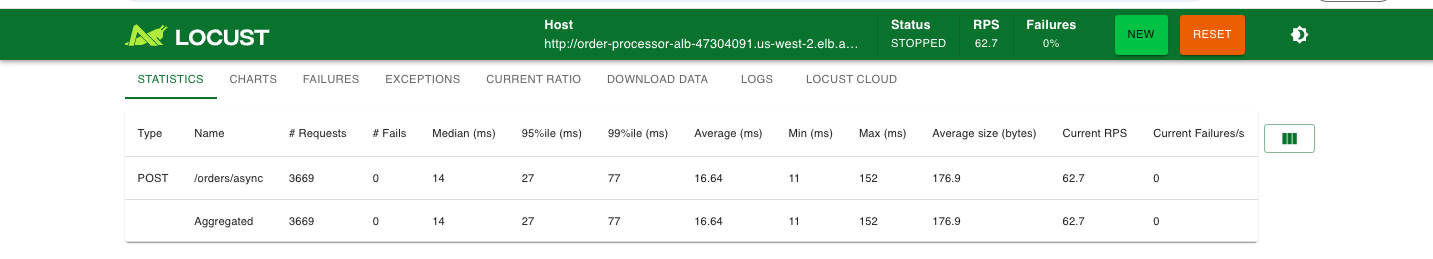 LOCUST
Host Status RPS Failures
http://order-processor-alb-47304091.us-west-2.elb.a... STOPPED 62.7 0% NEW RESET
STATISTICS CHARTS FAILURES EXCEPTIONS CURRENT RATIO DOWNLOAD DATA LOGS LOCUST CLOUD
Type Name # Requests # Fails Median (ms) 95%ile (ms) 99%ile (ms) Average (ms) Min (ms) Max (ms) Average size (bytes) Current RPS Current Failures/s
POST /orders/async 3669 0 14 27 77 16.64 11 152 176.9 62.7 0
Aggregated 3669 0 14 27 77 16.64 11 152 176.9 62.7 0